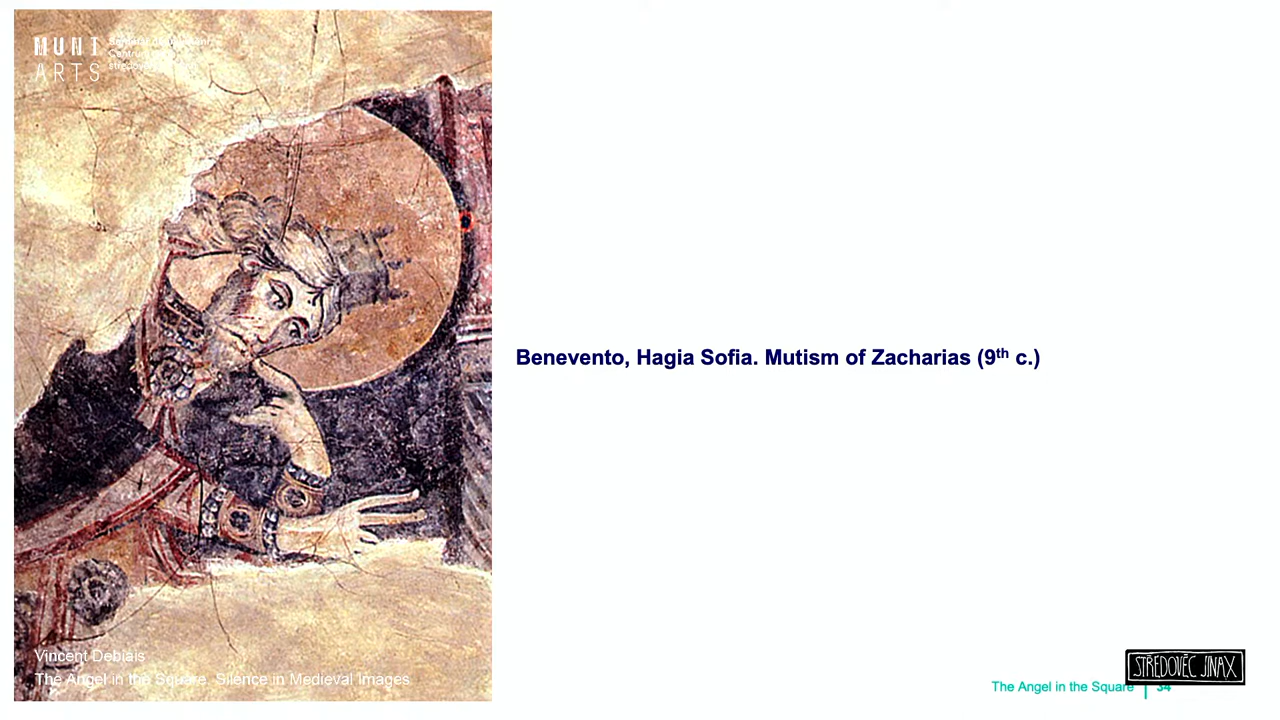 MUNI
ARTS
Benevento, Hagia Sofia. Mutism of Zacharias (9th c.)
Vincent Debiais
The Angel in the Square. Silence in Medieval Images
STŘEDOVĚC JINAX
The Angel in the Square
34